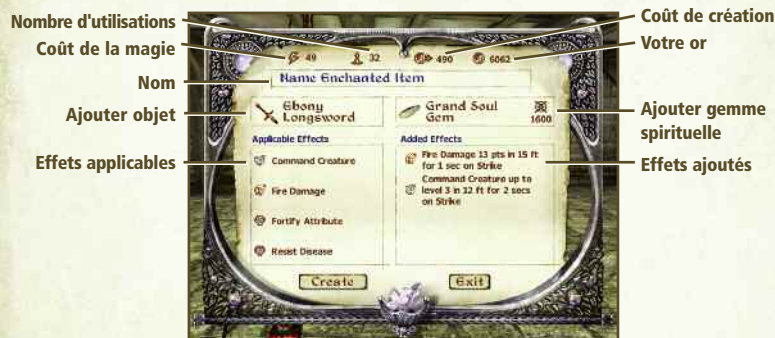 Nombre d'utilisations
Coût de la magie
Nom
Ajouter objet
Effets applicables
Coût de création
Votre or
Ajouter gemme
spirituelle
Effets ajoutés
49
32
490
6062
Name Enchanted Item
Ebony
Longsword
Grand Soul
Gem
1600
Applicable Effects
Added Effects
Command Creature
Fire Damage
Fortify Attribute
Resist Disease
Fire Damage 13 pts in 15 ft
for 1 sec on Strike
Command Creature up to
level 3 in 12 ft for 2 secs
on Strike
Create
Exit